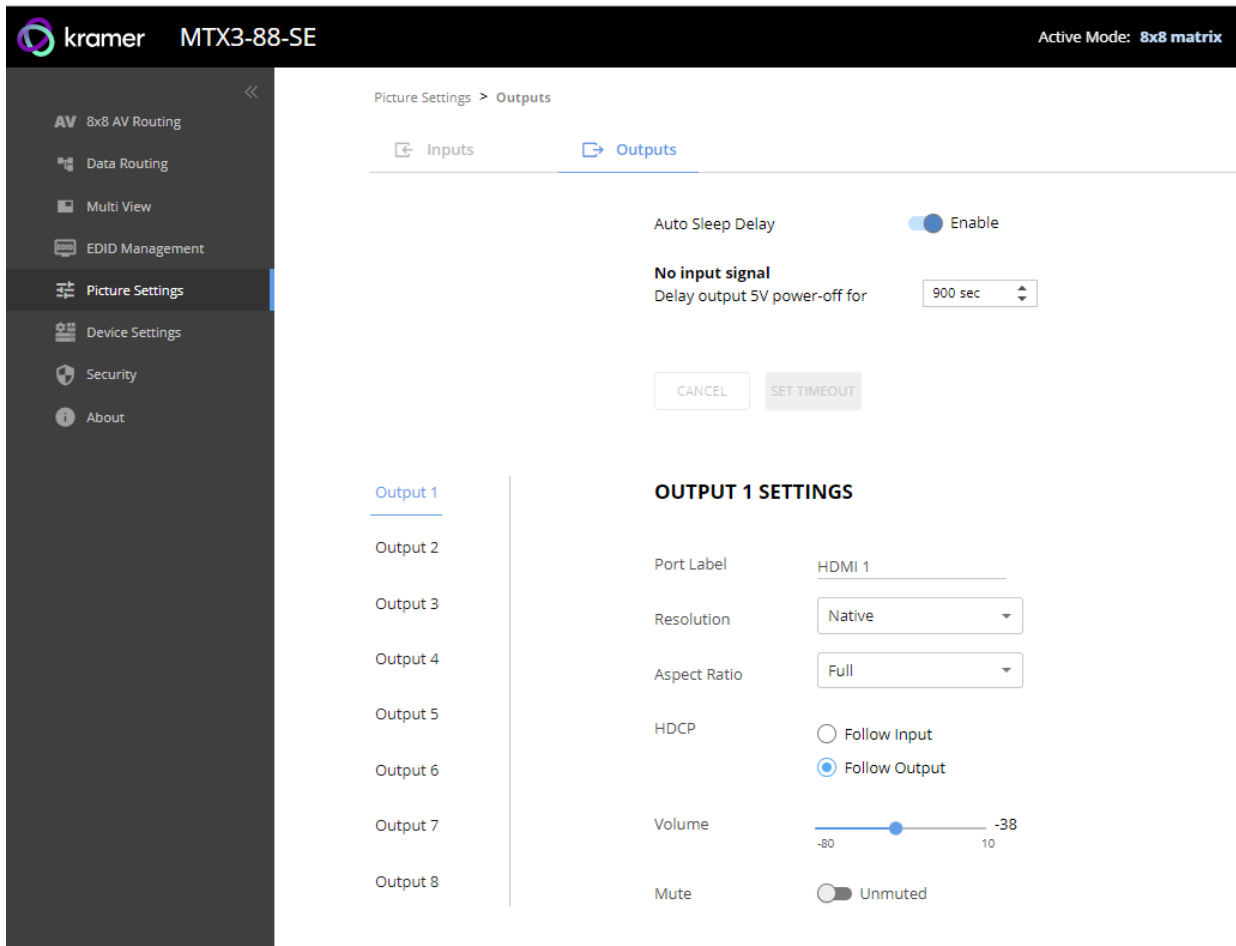 kramer MTX3-88-SE Active Mode: 8x8 matrix
AV 8x8 AV Routing
Data Routing
Multi View
EDID EDID Management
Picture Settings
Device Settings
Security
About
Picture Settings > Outputs
Inputs Outputs
Auto Sleep Delay Enable
No input signal
Delay output 5V power-off for 900 sec
CANCEL SET TIMEOUT
Output 1
Output 2
Output 3
Output 4
Output 5
Output 6
Output 7
Output 8
OUTPUT 1 SETTINGS
Port Label HDMI 1
Resolution Native
Aspect Ratio Full
HDCP Follow Input
Follow Output
Volume -38
-80 10
Mute Unmuted